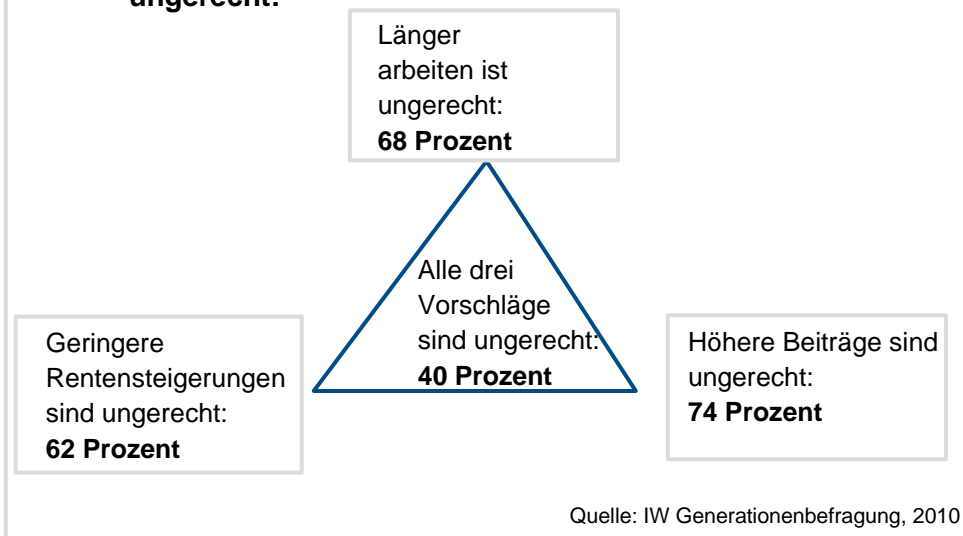 ungerecht:
Länger
arbeiten ist
ungerecht:
68 Prozent
Alle drei
Vorschläge
sind ungerecht:
40 Prozent
Geringere
Rentensteigerungen
sind ungerecht:
62 Prozent
Höhere Beiträge sind
ungerecht:
74 Prozent
Quelle: IW Generationenbefragung, 2010